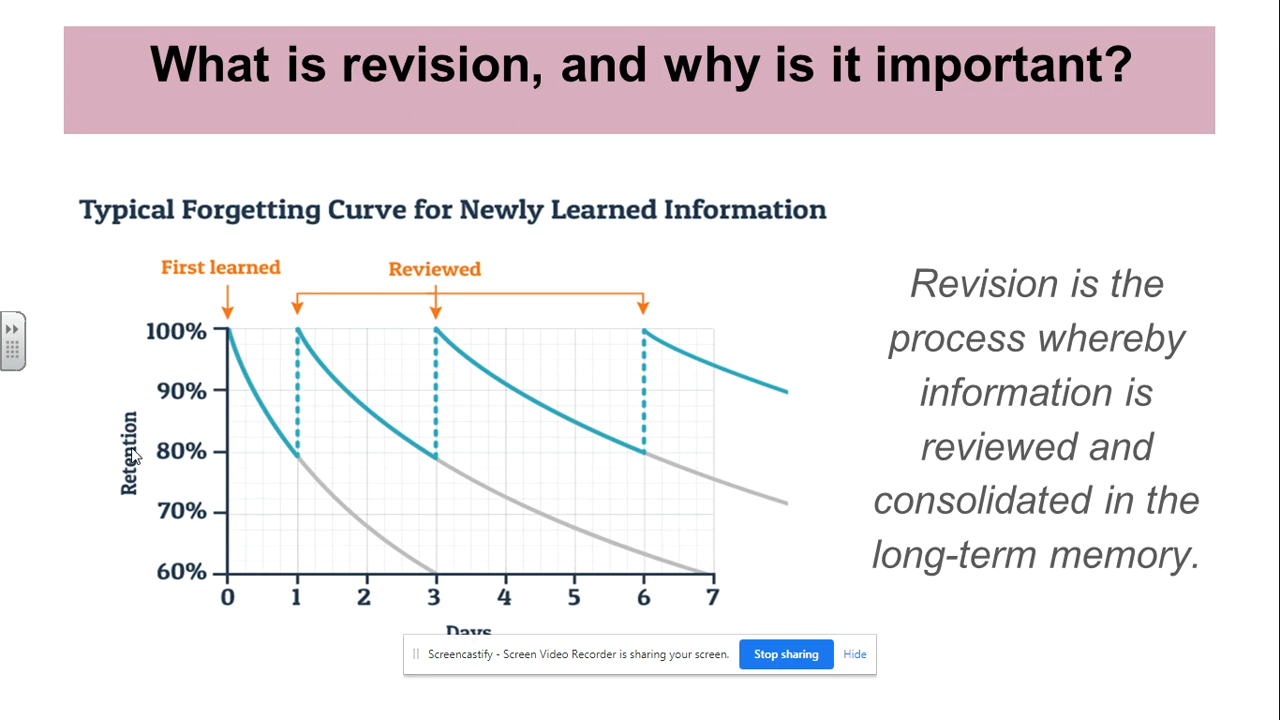 What is revision, and why is it important?
Typical Forgetting Curve for Newly Learned Information
First learned
Reviewed
100%
90%
80%
70%
60%
Retention
0 1 2 3 4 5 6 7
Days
Revision is the
process whereby
information is
reviewed and
consolidated in the
long-term memory.
Screencastify - Screen Video Recorder is sharing your screen.
Stop sharing
Hide